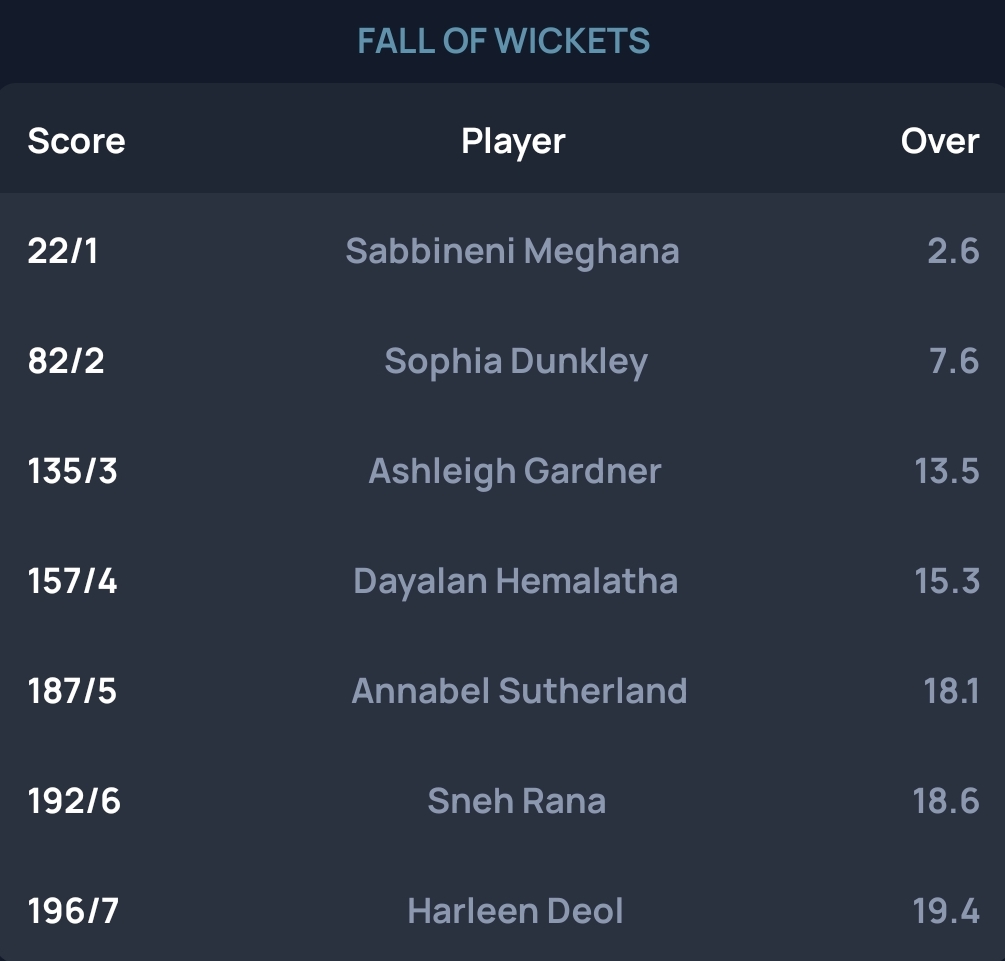 FALL OF WICKETS
Score Player Over
22/1 Sabbineni Meghana 2.6
82/2 Sophia Dunkley 7.6
135/3 Ashleigh Gardner 13.5
157/4 Dayalan Hemalatha 15.3
187/5 Annabel Sutherland 18.1
192/6 Sneh Rana 18.6
196/7 Harleen Deol 19.4